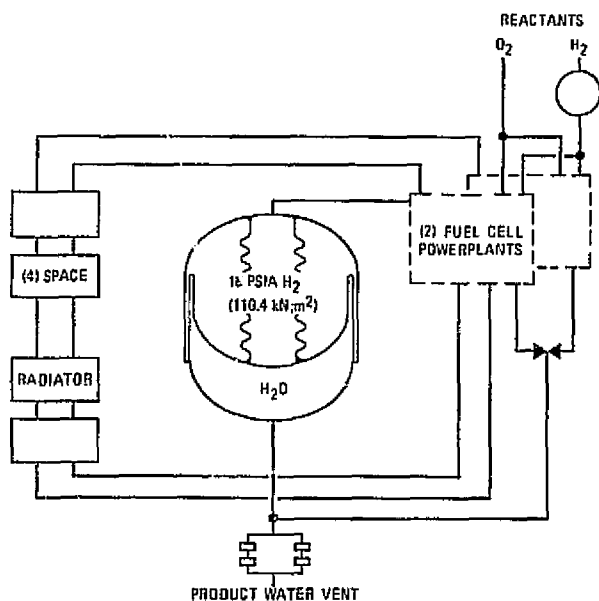 REACTANTS
O₂ H₂
(2) FUEL CELL
POWERPLANTS
(4) SPACE
RADIATOR
16 PSIA H₂
(110.4 kN/m²)
H₂O
PRODUCT WATER VENT